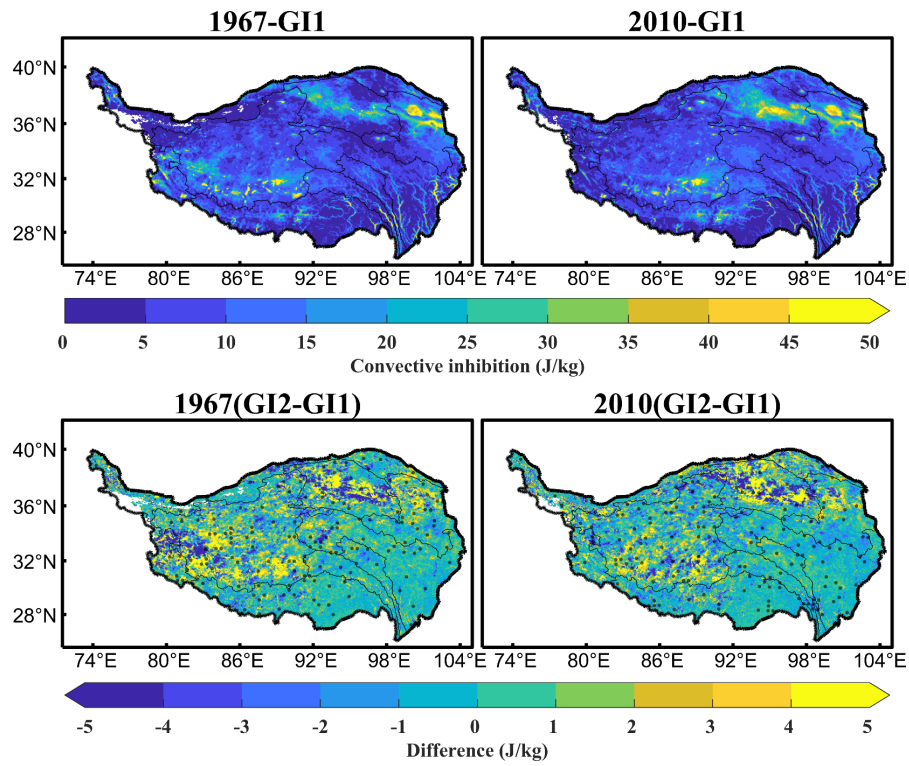 1967-GI1 2010-GI1
40°N
36°N
32°N
28°N
74°E 80°E 86°E 92°E 98°E 104°E 74°E 80°E 86°E 92°E 98°E 104°E
0 5 10 15 20 25 30 35 40 45 50
Convective inhibition (J/kg)
1967(GI2-GI1) 2010(GI2-GI1)
40°N
36°N
32°N
28°N
74°E 80°E 86°E 92°E 98°E 104°E 74°E 80°E 86°E 92°E 98°E 104°E
-5 -4 -3 -2 -1 0 1 2 3 4 5
Difference (J/kg)